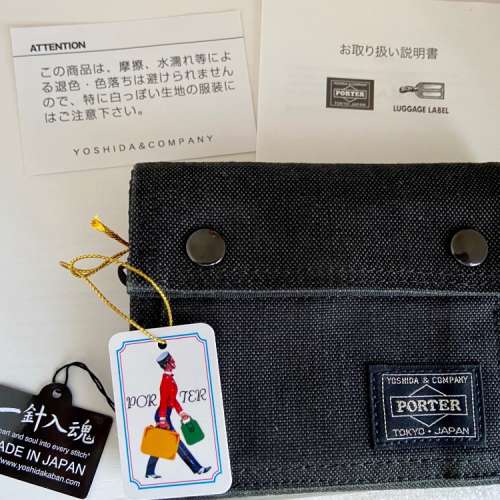 ATTENTION
この商品は、摩擦、水濡れ等によ
る退色・色落ちは避けられません
ので、特に白っぽい生地の服装に
はご注意下さい。
YOSHIDA&COMPANY
お取り扱い説明書
PORTER
LUGGAGE LABEL
PORTER
一針入魂
"heart and soul into every stitch"
MADE IN JAPAN
www.yoshidakaban.com
YOSHIDA & COMPANY
PORTER
TOKYO・JAPAN